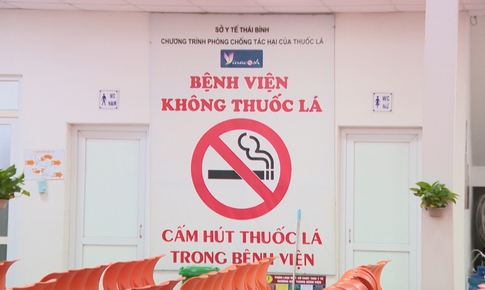 SỞ Y TẾ THÁI BÌNH
CHƯƠNG TRÌNH PHÒNG CHỐNG TÁC HẠI CỦA THUỐC LÁ
Vinacosh
BỆNH VIỆN
KHÔNG THUỐC LÁ
WC
NAM
WC
NỮ
CẤM HÚT THUỐC LÁ
TRONG BỆNH VIỆN